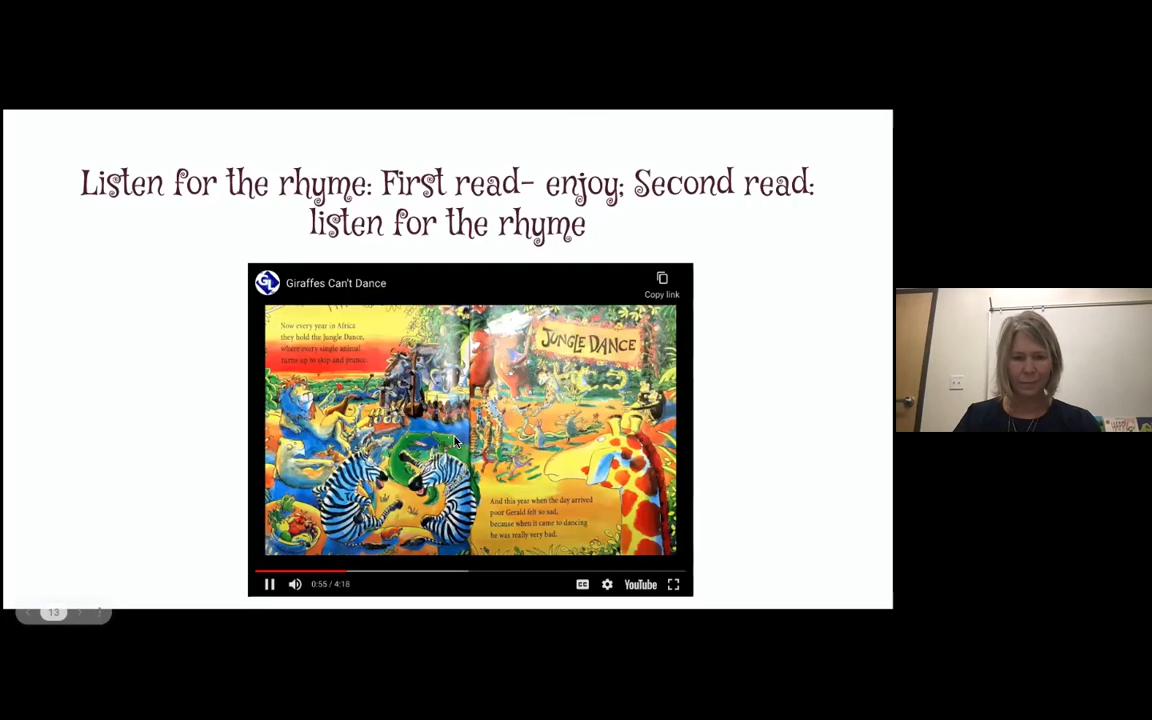 Listen for the rhyme: First read- enjoy; Second read:
listen for the rhyme
GL
Giraffes Can't Dance
Copy link
Now every year in Africa
they hold the Jungle Dance,
where every single animal
turns up to skip and prance.
JUNGLE DANCE
And this year when the day arrived
poor Gerald felt so sad,
because when it came to dancing
he was really very bad.
0:55 / 4:18
CC
YouTube
13